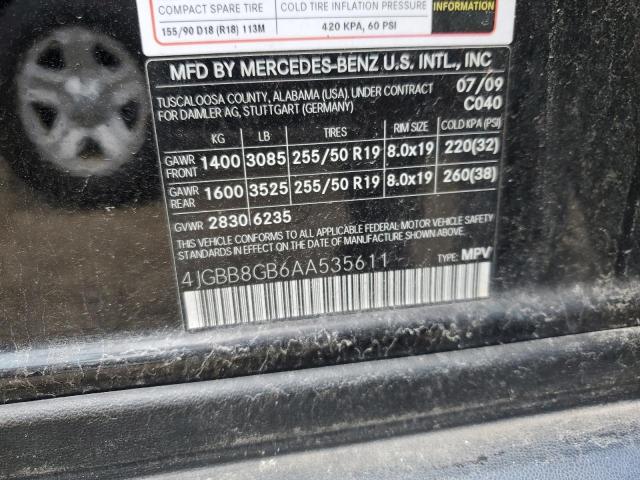 COMPACT SPARE TIRE COLD TIRE INFLATION PRESSURE INFORMATION
155/90 D18 (R18) 113M 420 KPA, 60 PSI
MFD BY MERCEDES-BENZ U.S. INTL., INC
TUSCALOOSA COUNTY, ALABAMA (USA). UNDER CONTRACT 07/09
FOR DAIMLER AG, STUTTGART (GERMANY) C040
KG LB TIRES RIM SIZE COLD KPA (PSI)
GAWR FRONT 1400 3085 255/50 R19 8.0x19 220(32)
GAWR REAR 1600 3525 255/50 R19 8.0x19 260(38)
GVWR 2830 6235
THIS VEHICLE CONFORMS TO ALL APPLICABLE FEDERAL MOTOR VEHICLE SAFETY
STANDARDS IN EFFECT ON THE DATE OF MANUFACTURE SHOWN ABOVE.
4JGBB8GB6AA535611 TYPE: MPV